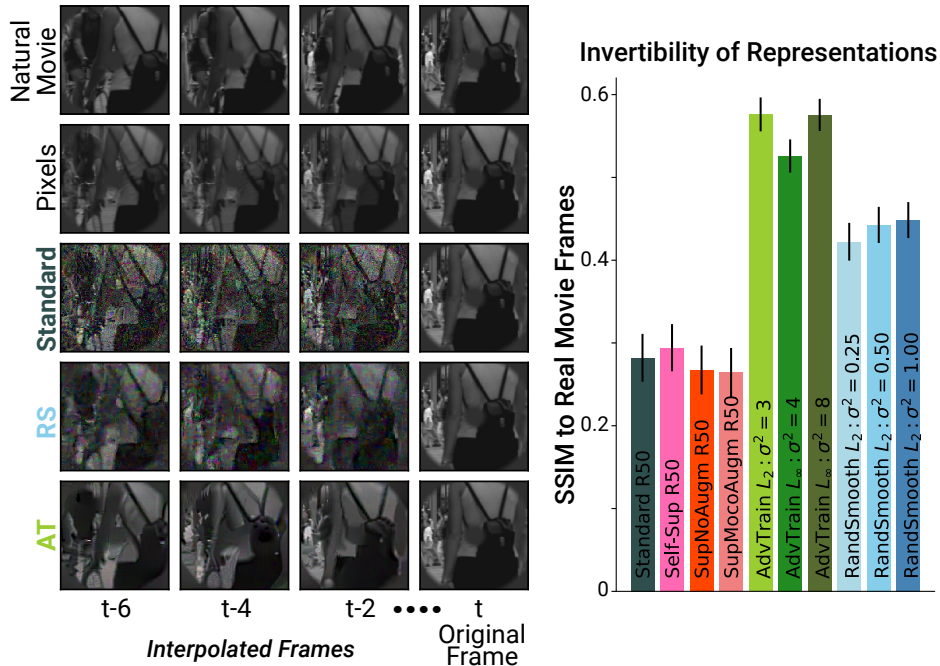 Natural
Movie
Pixels
Standard
RS
AT
t-6
t-4
t-2
••••
t
Interpolated Frames
Original
Frame
Invertibility of Representations
SSIM to Real Movie Frames
0.6
0.4
0.2
0
Standard R50
Self-Sup R50
SupNoAugm R50
SupMocoAugm R50
AdvTrain L₂ : σ² = 3
AdvTrain L∞ : σ² = 4
AdvTrain L∞ : σ² = 8
RandSmooth L₂ : σ² = 0.25
RandSmooth L₂ : σ² = 0.50
RandSmooth L₂ : σ² = 1.00